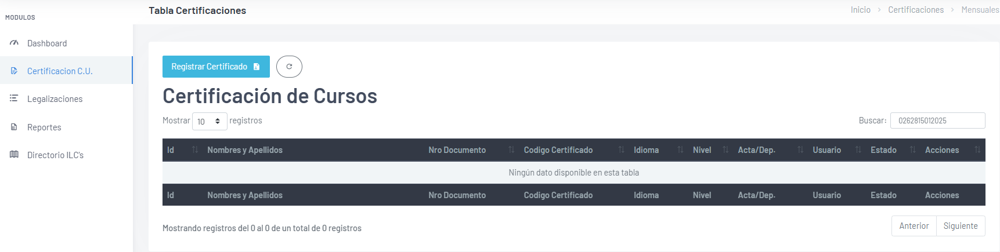 Tabla Certificaciones
Inicio > Certificaciones > Mensuales
MODULOS
Dashboard
Certificacion C.U.
Legalizaciones
Reportes
Directorio ILC's
Registrar Certificado
Certificación de Cursos
Mostrar 10 registros
Buscar: 0262815012025
Id Nombres y Apellidos Nro Documento Codigo Certificado Idioma Nivel Acta/Dep. Usuario Estado Acciones
Ningún dato disponible en esta tabla
Id Nombres y Apellidos Nro Documento Codigo Certificado Idioma Nivel Acta/Dep. Usuario Estado Acciones
Mostrando registros del 0 al 0 de un total de 0 registros
Anterior Siguiente